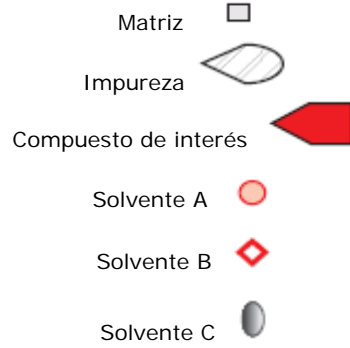 Matriz
Impureza
Compuesto de interés
Solvente A
Solvente B
Solvente C